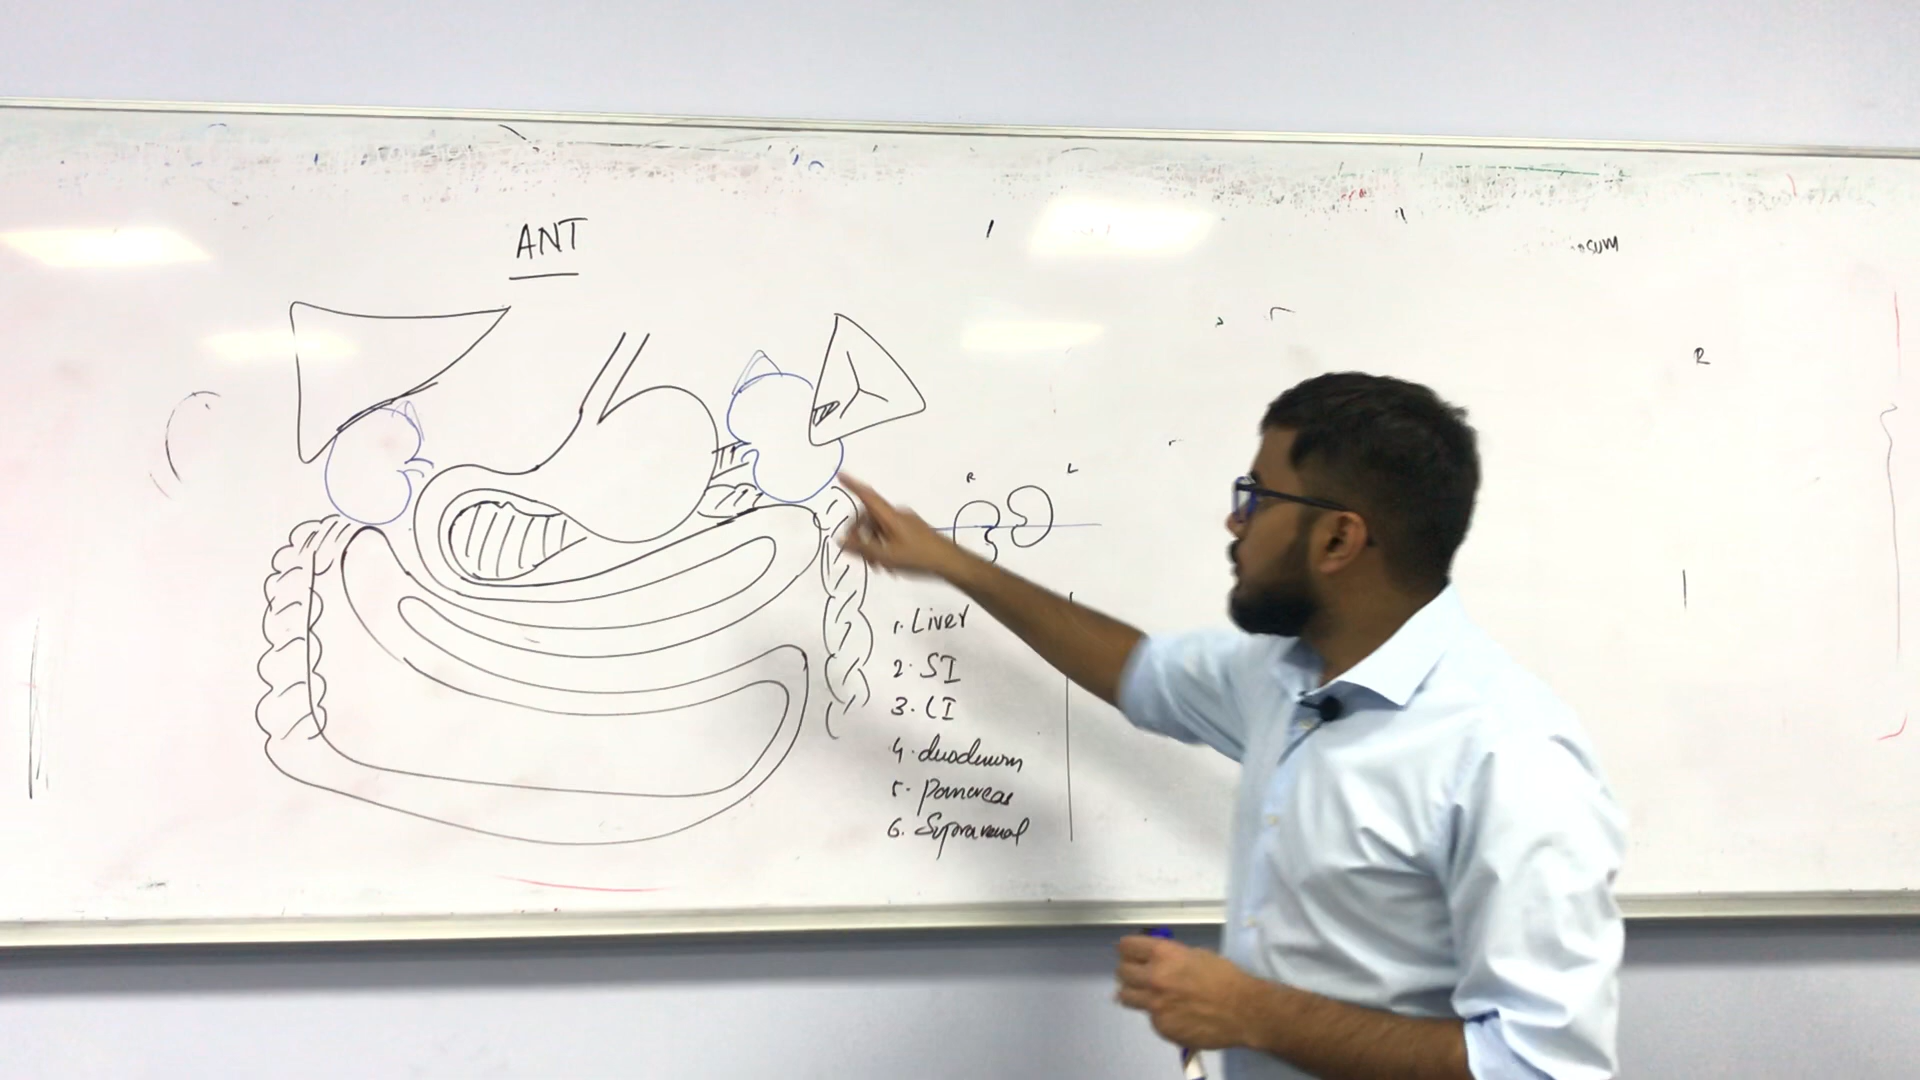 ANT
R
R L
1. Liver
2. SI
3. LI
4. duodenum
5. Pancreas
6. Suprarenal